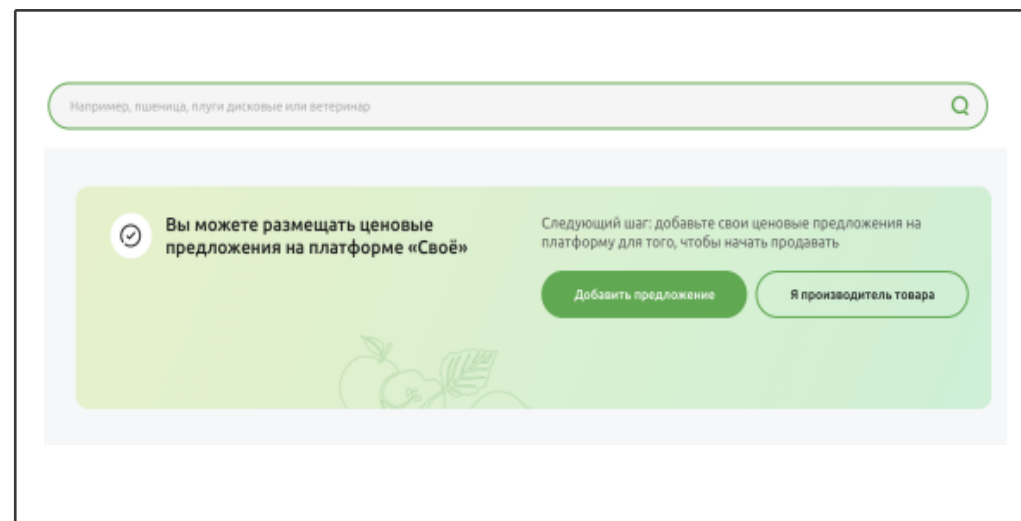 Например, пшеница, плуги дисковые или ветеринар
Вы можете размещать ценовые
предложения на платформе «Своё»
Следующий шаг: добавьте свои ценовые предложения на
платформу для того, чтобы начать продавать
Добавить предложение
Я производитель товара